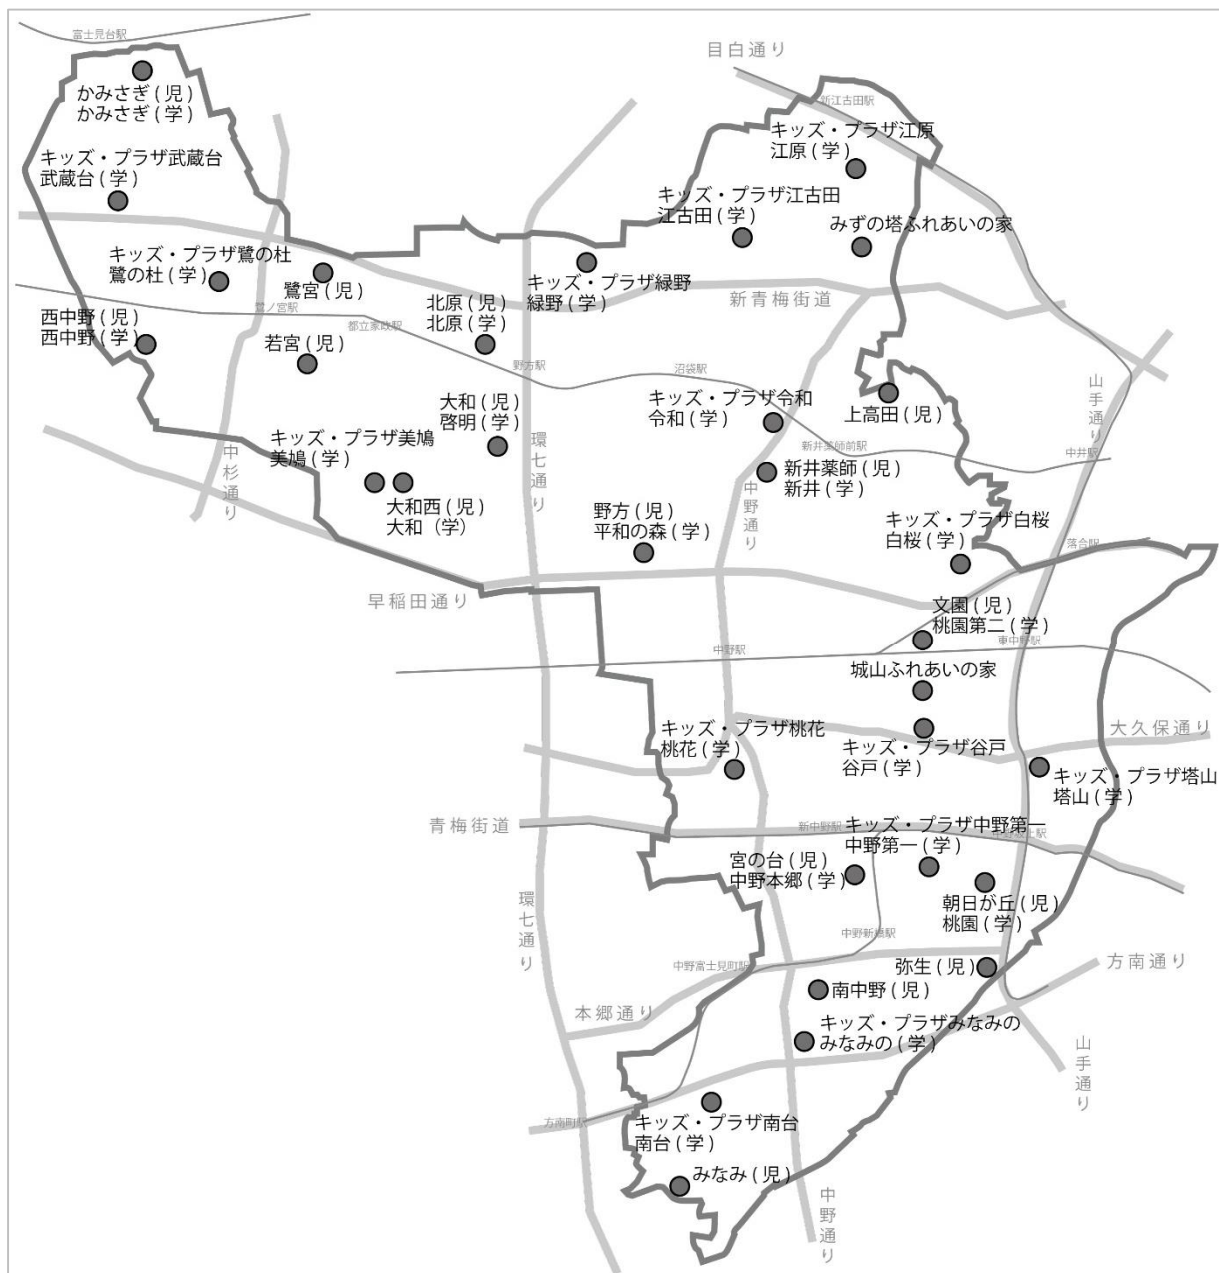 富士見台駅
目白通り
かみさぎ(児)
かみさぎ(学)
新江古田駅
キッズ・プラザ江原
江原(学)
キッズ・プラザ武蔵台
武蔵台(学)
キッズ・プラザ江古田
江古田(学)
みずの塔ふれあいの家
キッズ・プラザ鷺の杜
鷺の杜(学)
鷺宮(児)
キッズ・プラザ緑野
緑野(学)
新青梅街道
鷺ノ宮駅
都立家政駅
北原(児)
北原(学)
西中野(児)
西中野(学)
若宮(児)
野方駅
沼袋駅
山手通り
大和(児)
啓明(学)
キッズ・プラザ令和
令和(学)
上高田(児)
キッズ・プラザ美鳩
美鳩(学)
中杉通り
環七通り
新井薬師前駅
中井駅
新井薬師(児)
新井(学)
中野通り
大和西(児)
大和(学)
野方(児)
平和の森(学)
キッズ・プラザ白桜
白桜(学)
落合駅
早稲田通り
文園(児)
桃園第二(学)
東中野駅
中野駅
城山ふれあいの家
キッズ・プラザ桃花
桃花(学)
キッズ・プラザ谷戸
谷戸(学)
大久保通り
キッズ・プラザ塔山
塔山(学)
青梅街道
新中野駅
キッズ・プラザ中野第一
中野第一(学)
中野坂上駅
宮の台(児)
中野本郷(学)
朝日が丘(児)
桃園(学)
環七通り
中野新橋駅
中野富士見町駅
弥生(児)
方南通り
南中野(児)
本郷通り
キッズ・プラザみなみの
みなみの(学)
山手通り
方南町駅
キッズ・プラザ南台
南台(学)
みなみ(児)
中野通り